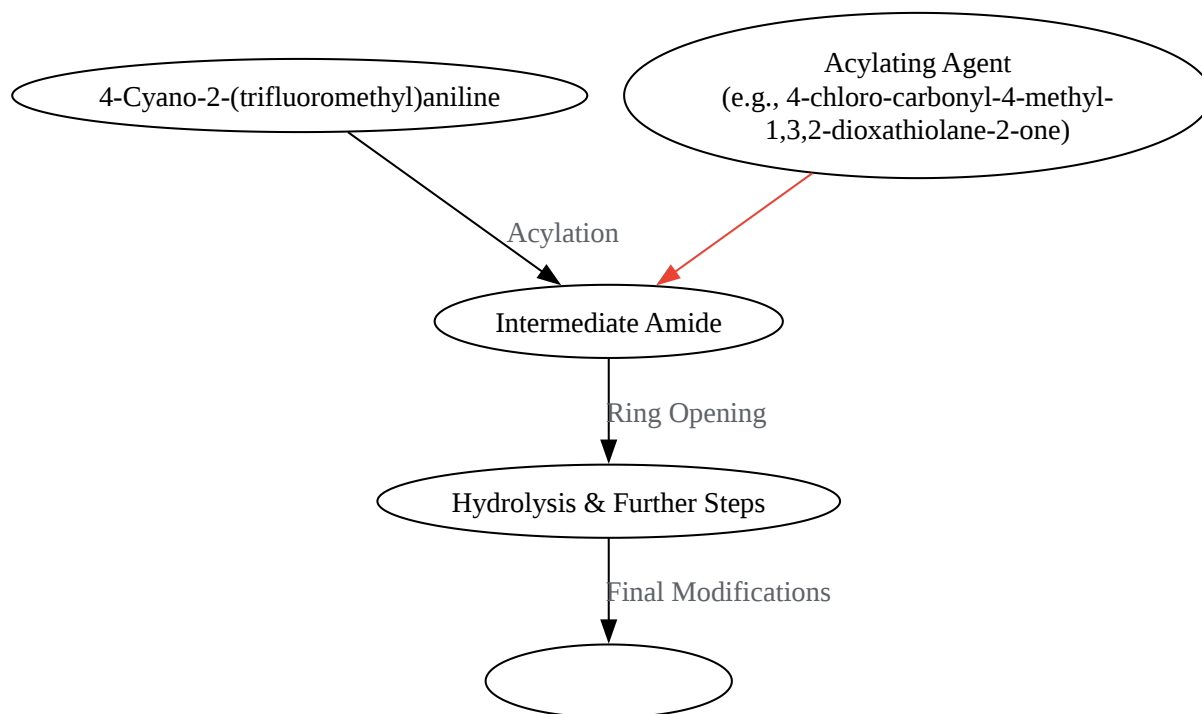 4-Cyano-2-(trifluoromethyl)aniline
Acylating Agent
(e.g., 4-chloro-carbonyl-4-methyl-
1,3,2-dioxathiolane-2-one)
Acylation
Intermediate Amide
Ring Opening
Hydrolysis & Further Steps
Final Modifications